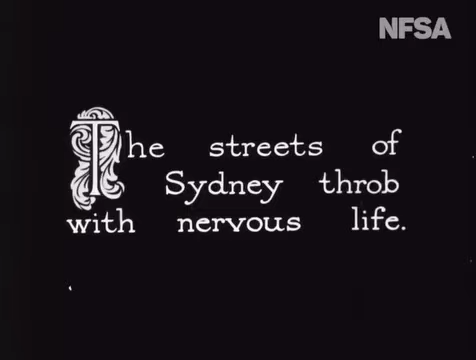 NFSA
The streets of
Sydney throb
with nervous life.